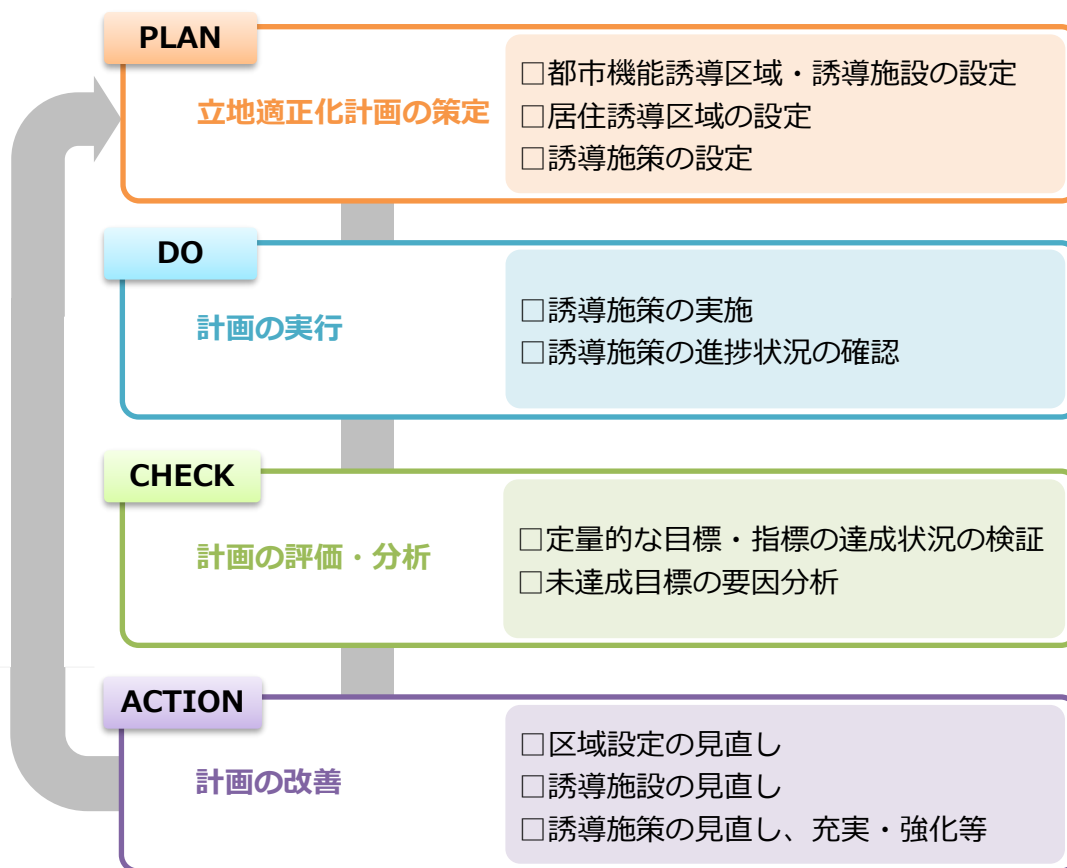 PLAN
立地適正化計画の策定
□都市機能誘導区域・誘導施設の設定
□居住誘導区域の設定
□誘導施策の設定
DO
計画の実行
□誘導施策の実施
□誘導施策の進捗状況の確認
CHECK
計画の評価・分析
□定量的な目標・指標の達成状況の検証
□未達成目標の要因分析
ACTION
計画の改善
□区域設定の見直し
□誘導施設の見直し
□誘導施策の見直し、充実・強化等